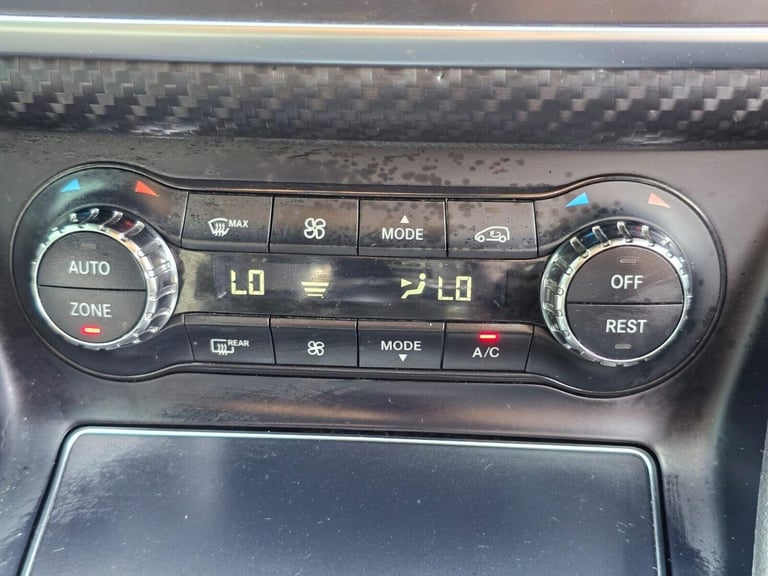 MAX
MODE
AUTO
ZONE
LO
LO
OFF
REST
REAR
MODE
A/C